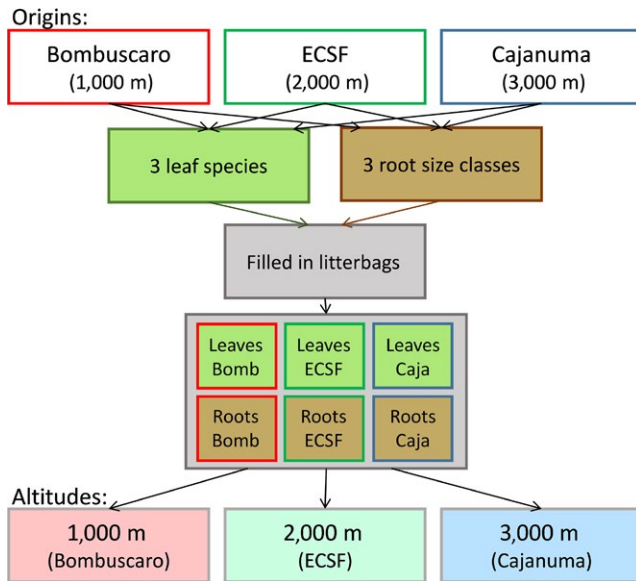 Origins:
Bombuscaro
(1,000 m)
ECSF
(2,000 m)
Cajanuma
(3,000 m)
3 leaf species
3 root size classes
Filled in litterbags
Leaves
Bomb
Leaves
ECSF
Leaves
Caja
Roots
Bomb
Roots
ECSF
Roots
Caja
Altitudes:
1,000 m
(Bombuscaro)
2,000 m
(ECSF)
3,000 m
(Cajanuma)